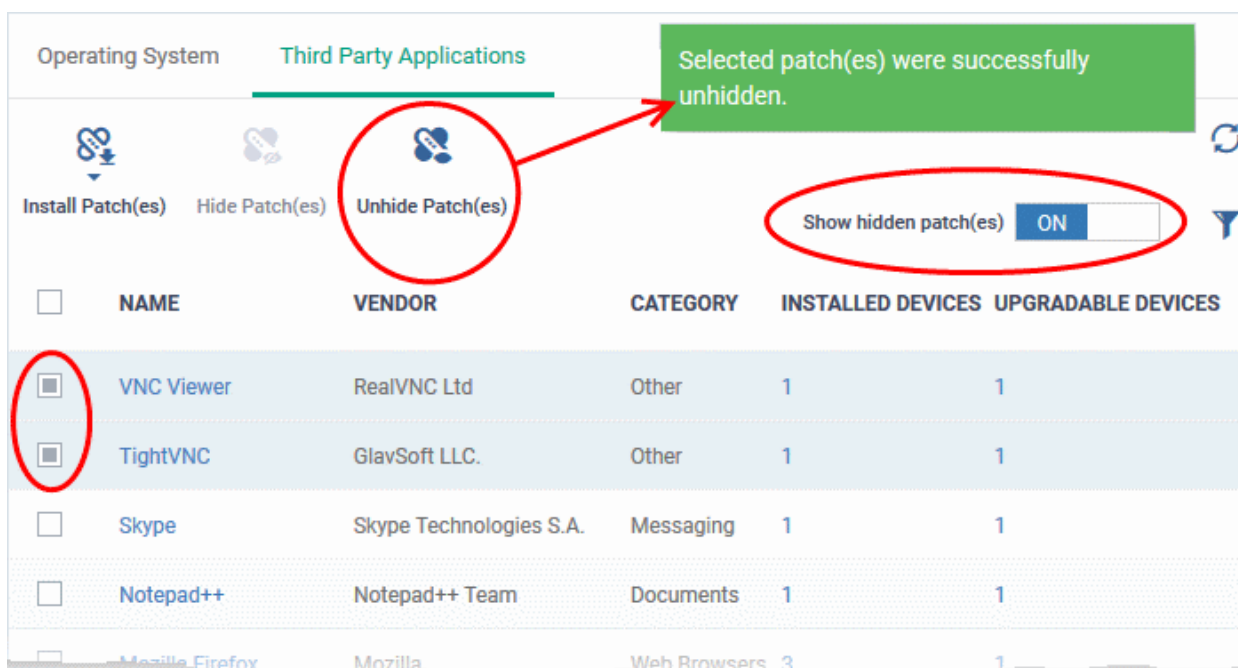 Operating System Third Party Applications
Selected patch(es) were successfully
unhidden.
Install Patch(es) Hide Patch(es) Unhide Patch(es)
Show hidden patch(es) ON
NAME VENDOR CATEGORY INSTALLED DEVICES UPGRADABLE DEVICES
VNC Viewer RealVNC Ltd Other 1 1
TightVNC GlavSoft LLC. Other 1 1
Skype Skype Technologies S.A. Messaging 1 1
Notepad++ Notepad++ Team Documents 1 1
Mozilla Firefox Mozilla Web Browsers 3 1